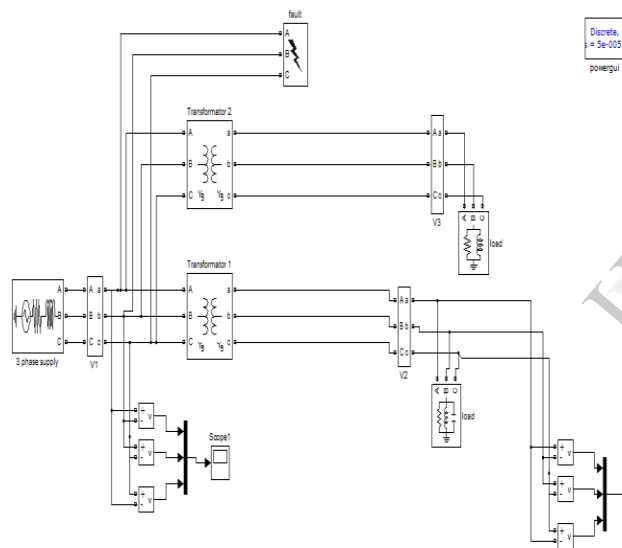 fault
A
B
C
Discrete,
s = 5e-005
powergui
Transformator 2
A a
B b
C c
Yg Yg
A a
B b
C c
V3
A B C
load
Transformator 1
A a
B b
C c
Yg Yg
A
B
C
3 phase supply
A a
B b
C c
V1
A a
B b
C c
V2
A B C
load
+
- v
+
- v
+
- v
Scope1
+
- v
+
- v
+
- v